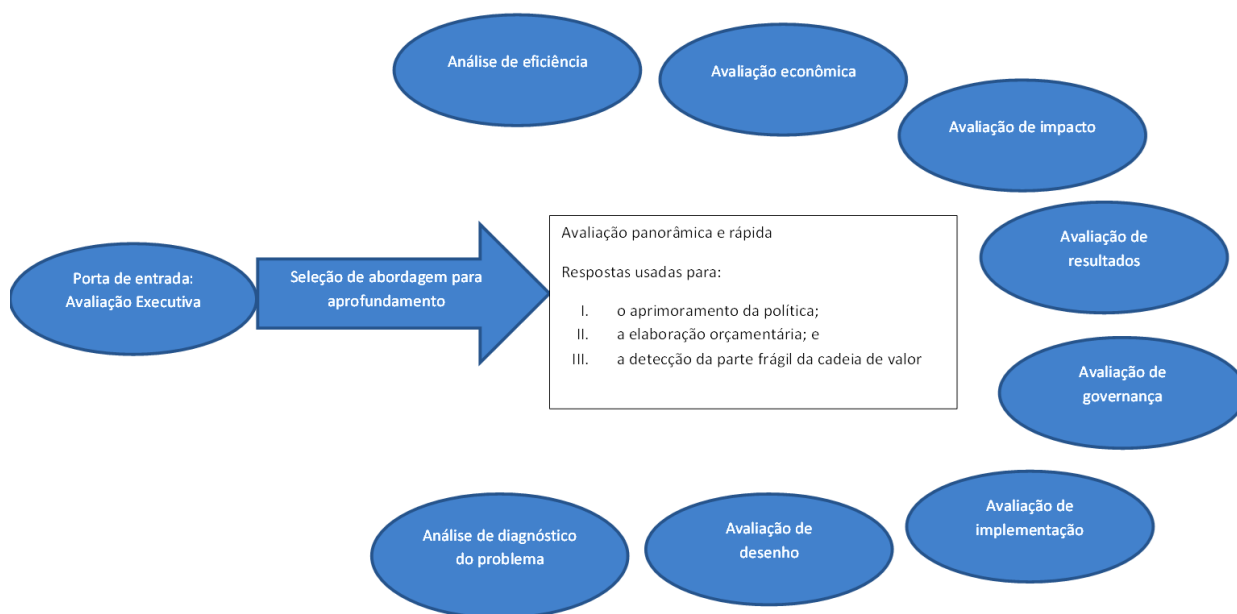 Análise de eficiência
Avaliação econômica
Avaliação de impacto
Avaliação de
resultados
Avaliação de
governança
Avaliação de
implementação
Avaliação de
desenho
Análise de diagnóstico
do problema
Porta de entrada:
Avaliação Executiva
Seleção de abordagem para
aprofundamento
Avaliação panorâmica e rápida
Respostas usadas para:
I. o aprimoramento da política;
II. a elaboração orçamentária; e
III. a detecção da parte frágil da cadeia de valor